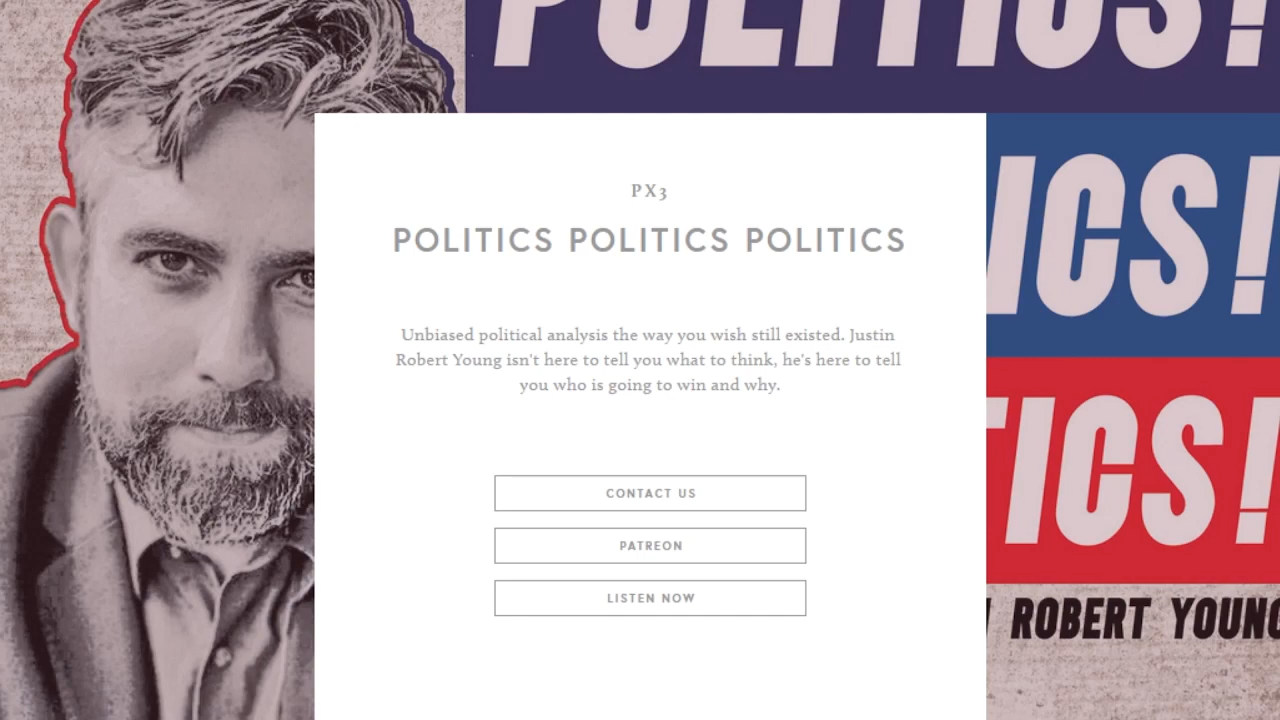 POLITICS!
PX3
POLITICS POLITICS POLITICS
Unbiased political analysis the way you wish still existed. Justin
Robert Young isn't here to tell you what to think, he's here to tell
you who is going to win and why.
CONTACT US
PATREON
LISTEN NOW
ICS!
TICS!
ROBERT YOUNG